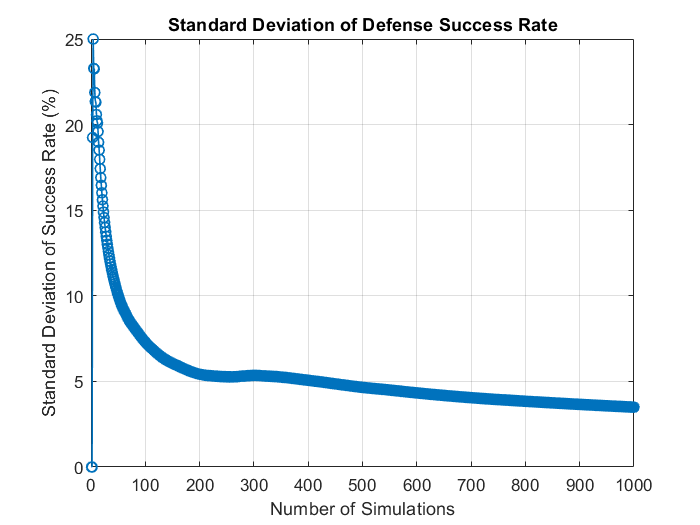 Standard Deviation of Defense Success Rate
Standard Deviation of Success Rate (%)
25
20
15
10
5
0
0 100 200 300 400 500 600 700 800 900 1000
Number of Simulations